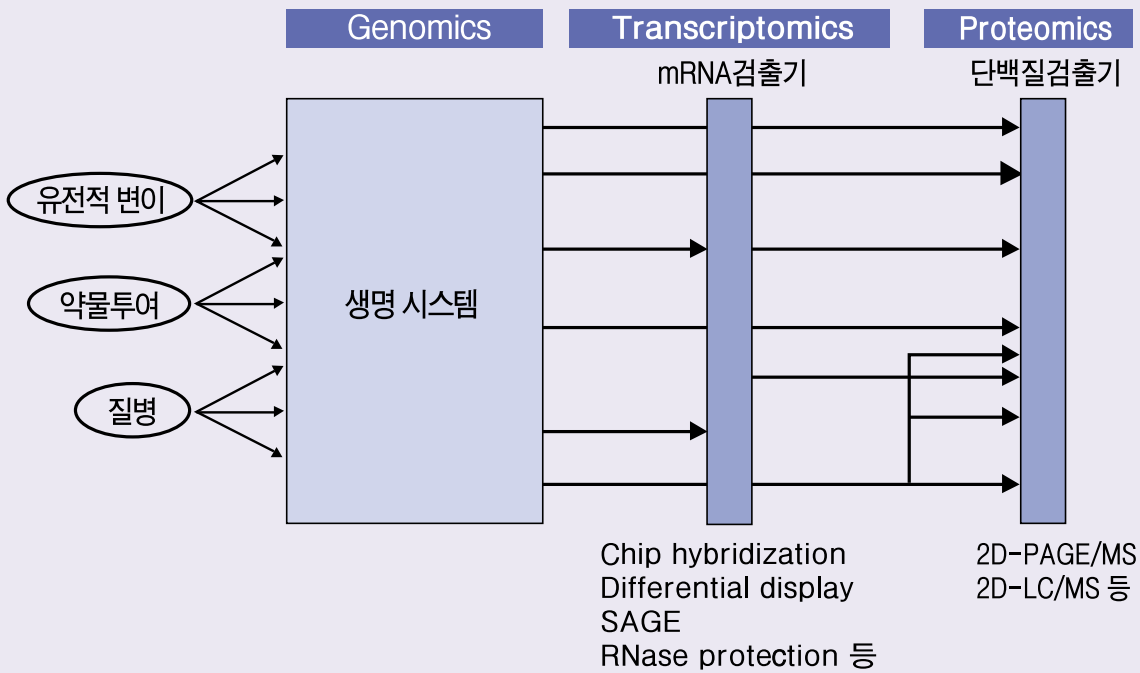 Genomics
Transcriptomics
Proteomics
mRNA검출기
단백질검출기
유전적 변이
약물투여
질병
생명 시스템
Chip hybridization
Differential display
SAGE
RNase protection 등
2D-PAGE/MS
2D-LC/MS 등